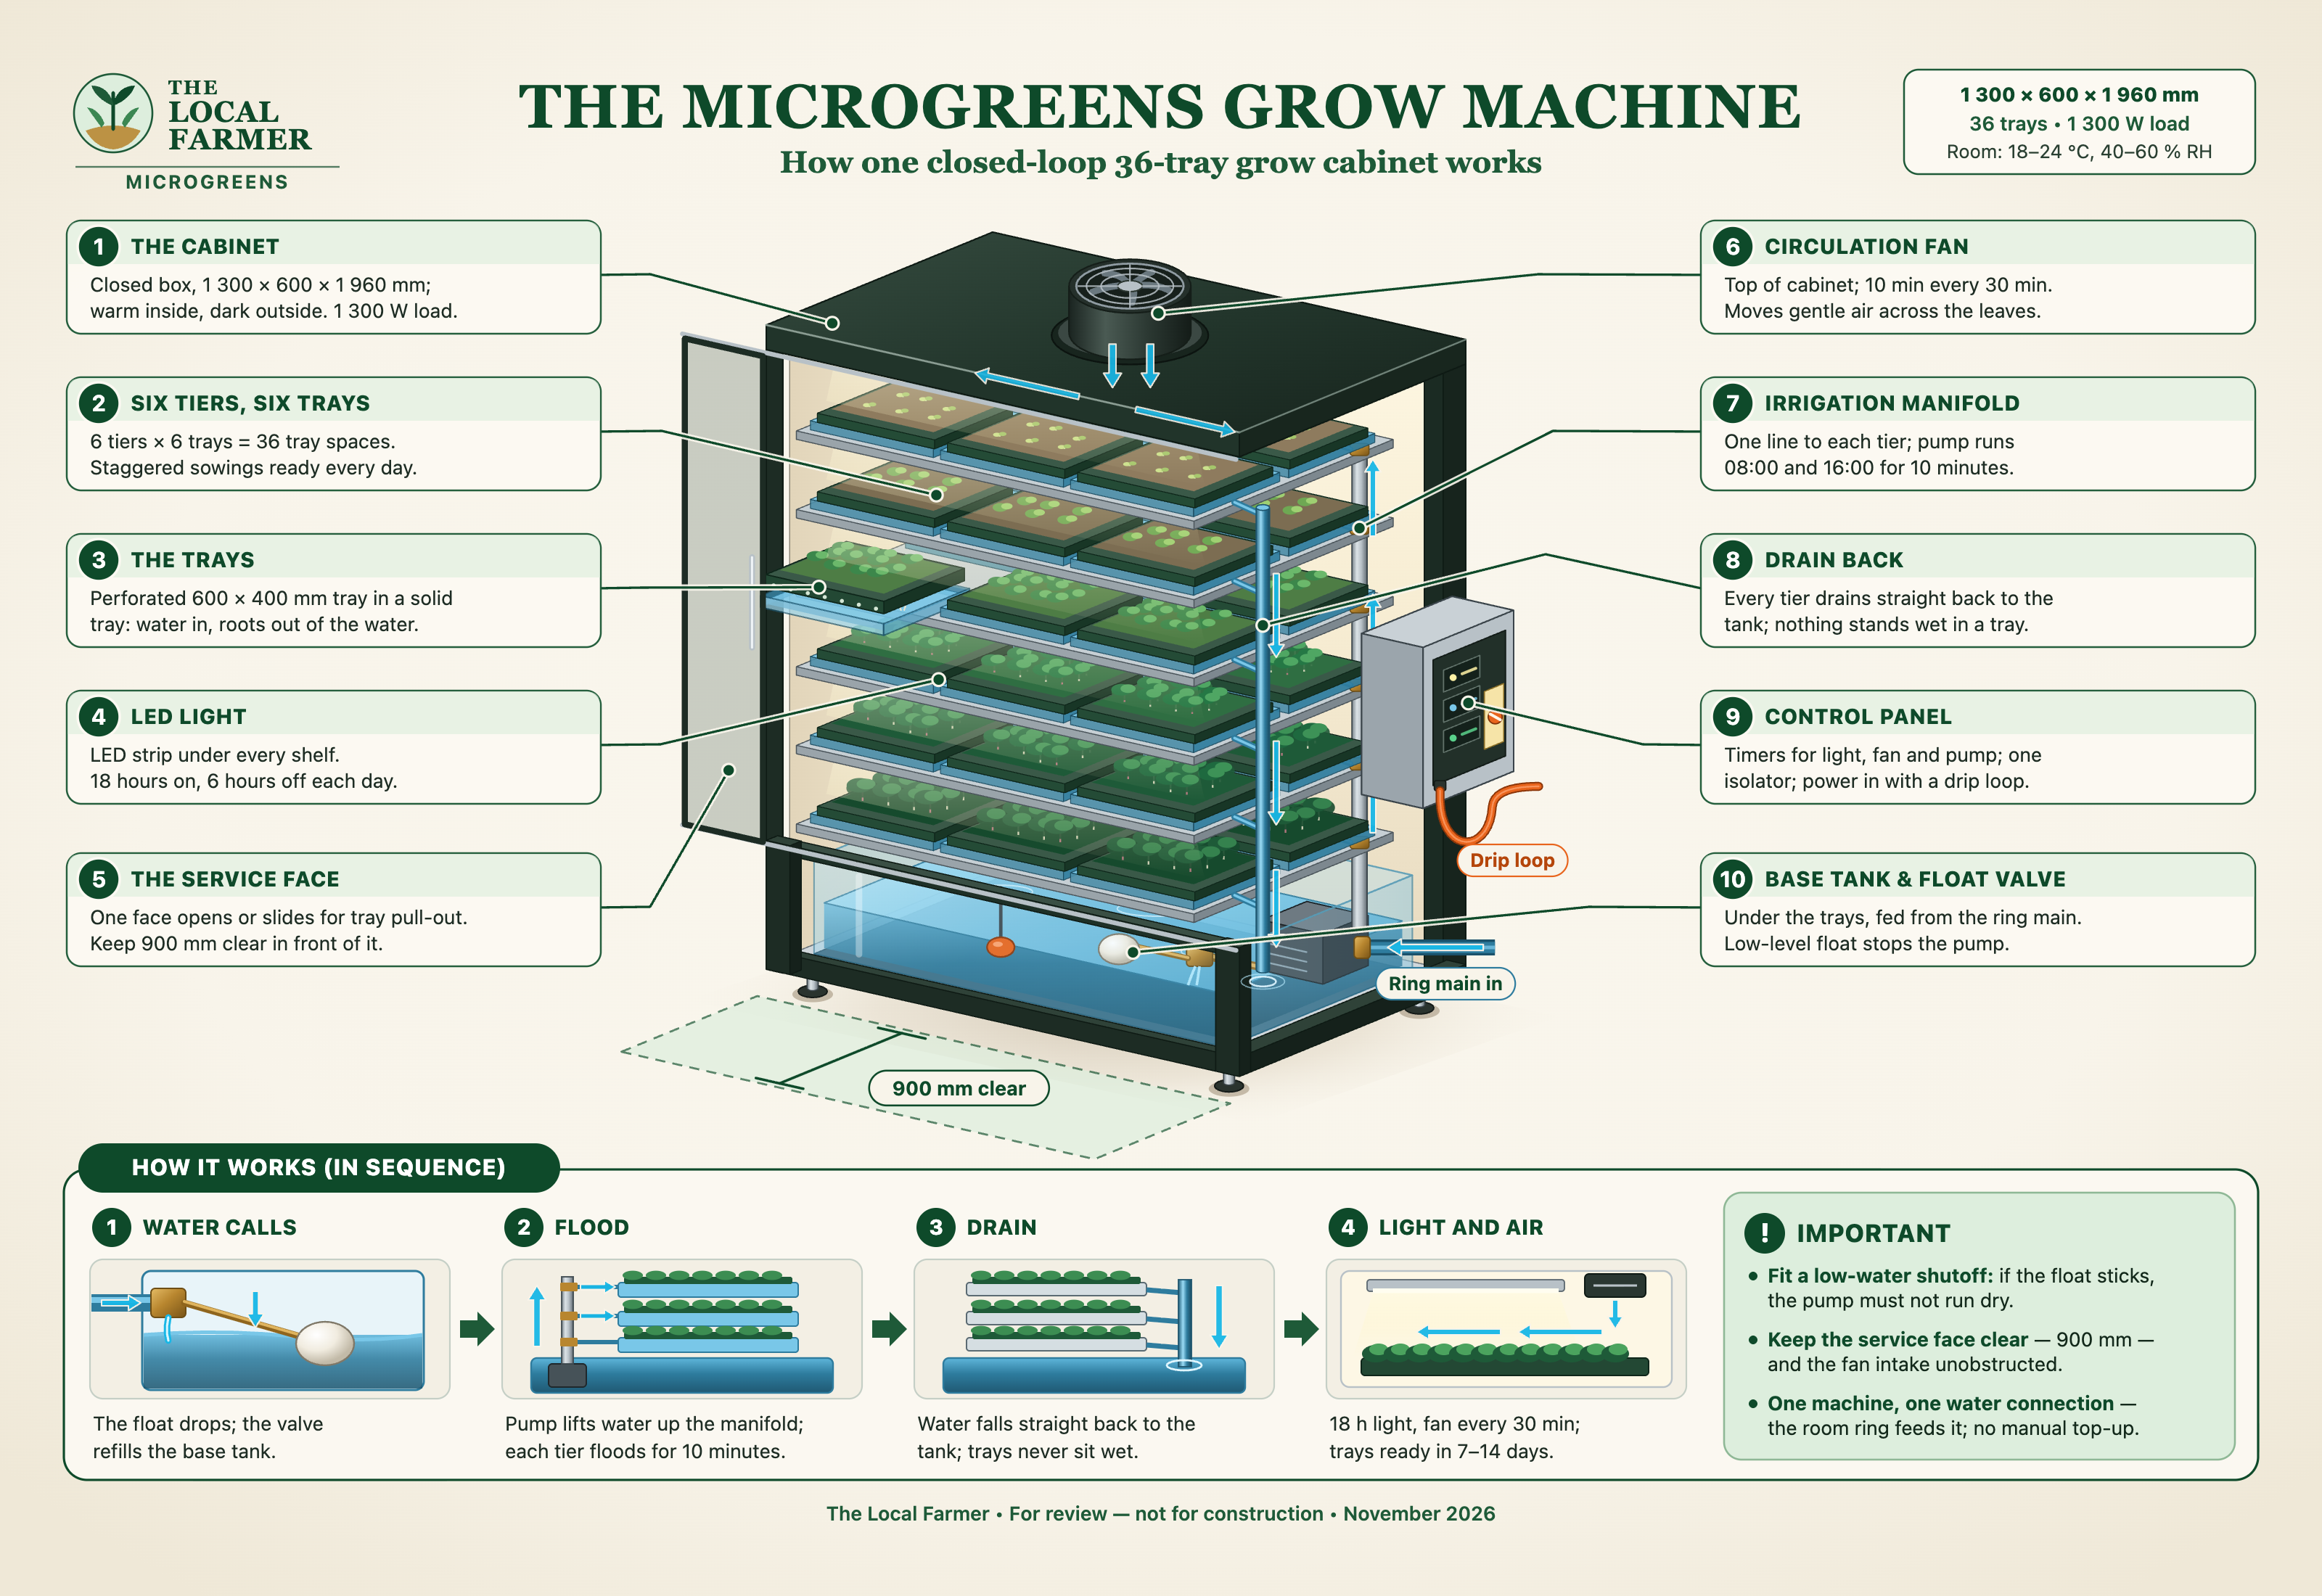 THE
LOCAL
FARMER
MICROGREENS
THE MICROGREENS GROW MACHINE
How one closed-loop 36-tray grow cabinet works
1 300 × 600 × 1 960 mm
36 trays • 1 300 W load
Room: 18–24 °C, 40–60 % RH
1 THE CABINET
Closed box, 1 300 × 600 × 1 960 mm;
warm inside, dark outside. 1 300 W load.
2 SIX TIERS, SIX TRAYS
6 tiers × 6 trays = 36 tray spaces.
Staggered sowings ready every day.
3 THE TRAYS
Perforated 600 × 400 mm tray in a solid
tray: water in, roots out of the water.
4 LED LIGHT
LED strip under every shelf.
18 hours on, 6 hours off each day.
5 THE SERVICE FACE
One face opens or slides for tray pull-out.
Keep 900 mm clear in front of it.
6 CIRCULATION FAN
Top of cabinet; 10 min every 30 min.
Moves gentle air across the leaves.
7 IRRIGATION MANIFOLD
One line to each tier; pump runs
08:00 and 16:00 for 10 minutes.
8 DRAIN BACK
Every tier drains straight back to the
tank; nothing stands wet in a tray.
9 CONTROL PANEL
Timers for light, fan and pump; one
isolator; power in with a drip loop.
10 BASE TANK & FLOAT VALVE
Under the trays, fed from the ring main.
Low-level float stops the pump.
Drip loop
Ring main in
900 mm clear
HOW IT WORKS (IN SEQUENCE)
1 WATER CALLS
The float drops; the valve
refills the base tank.
2 FLOOD
Pump lifts water up the manifold;
each tier floods for 10 minutes.
3 DRAIN
Water falls straight back to the
tank; trays never sit wet.
4 LIGHT AND AIR
18 h light, fan every 30 min;
trays ready in 7–14 days.
! IMPORTANT
• Fit a low-water shutoff: if the float sticks,
the pump must not run dry.
• Keep the service face clear — 900 mm —
and the fan intake unobstructed.
• One machine, one water connection —
the room ring feeds it; no manual top-up.
The Local Farmer • For review — not for construction • November 2026